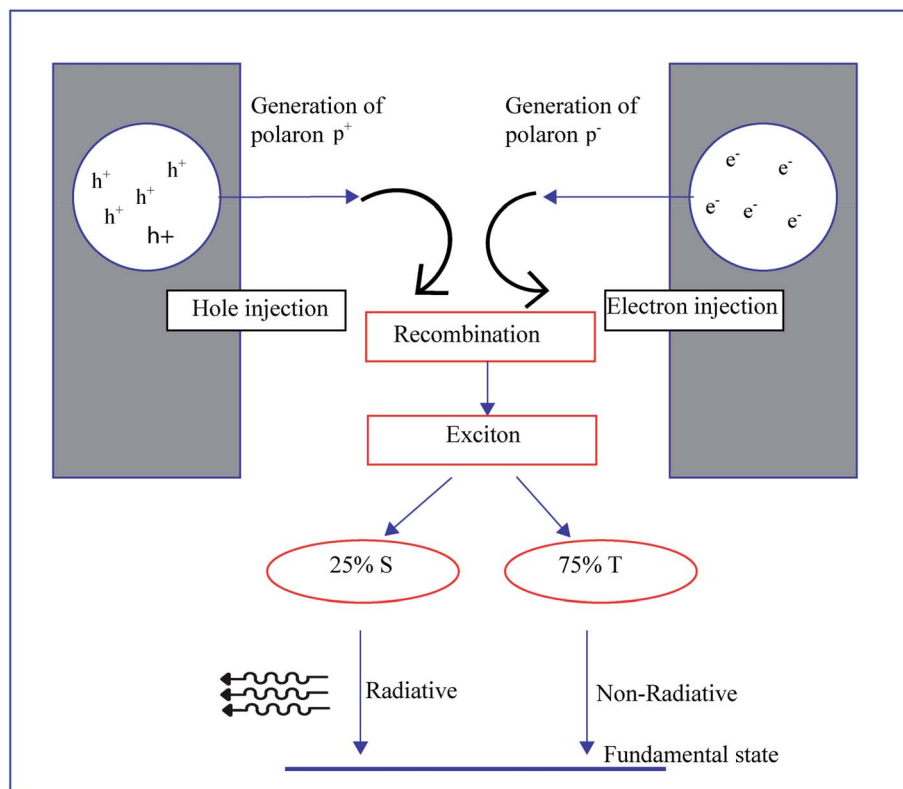 Generation of
polaron p⁺
Generation of
polaron p⁻
h⁺
h⁺
h⁺
h⁺
h+
e⁻
e⁻
e⁻
e⁻
e⁻
Hole injection
Electron injection
Recombination
Exciton
25% S
75% T
Radiative
Non-Radiative
Fundamental state